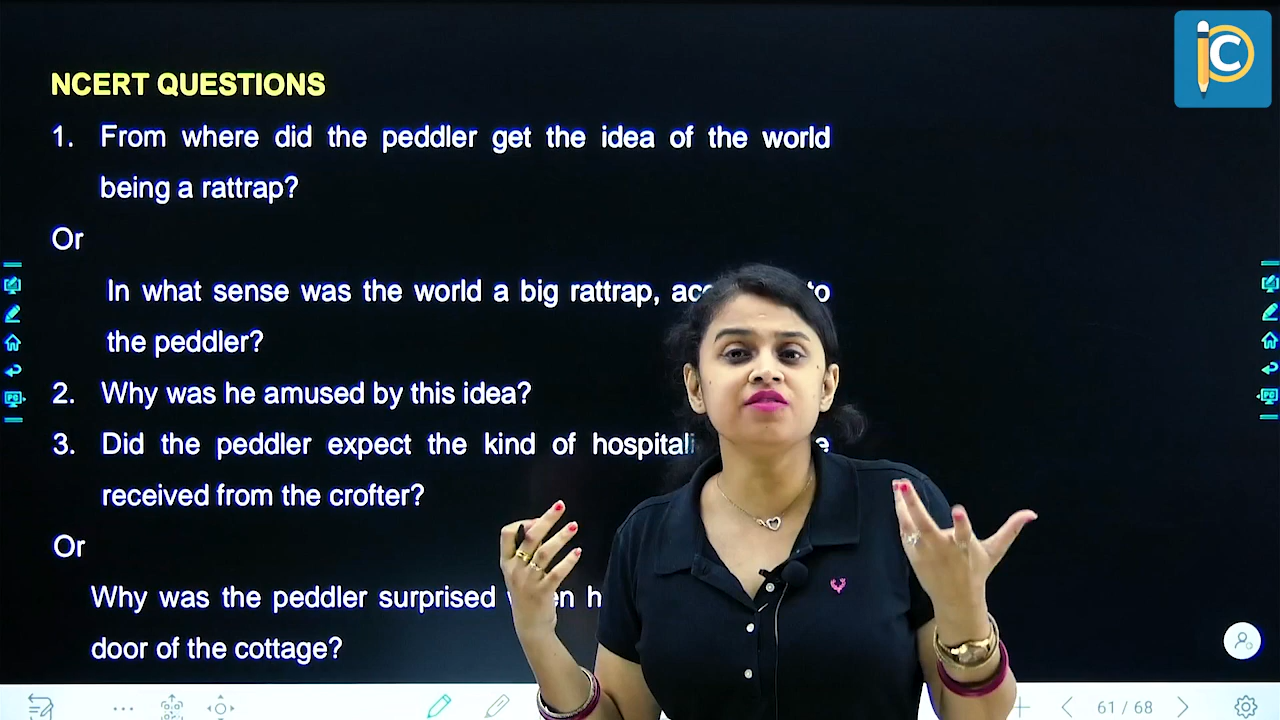 NCERT QUESTIONS
1. From where did the peddler get the idea of the world
being a rattrap?
Or
In what sense was the world a big rattrap, to
the peddler?
2. Why was he amused by this idea?
3. Did the peddler expect the kind of
received from the crofter?
Or
Why was the peddler surprised
door of the cottage?
61 / 68